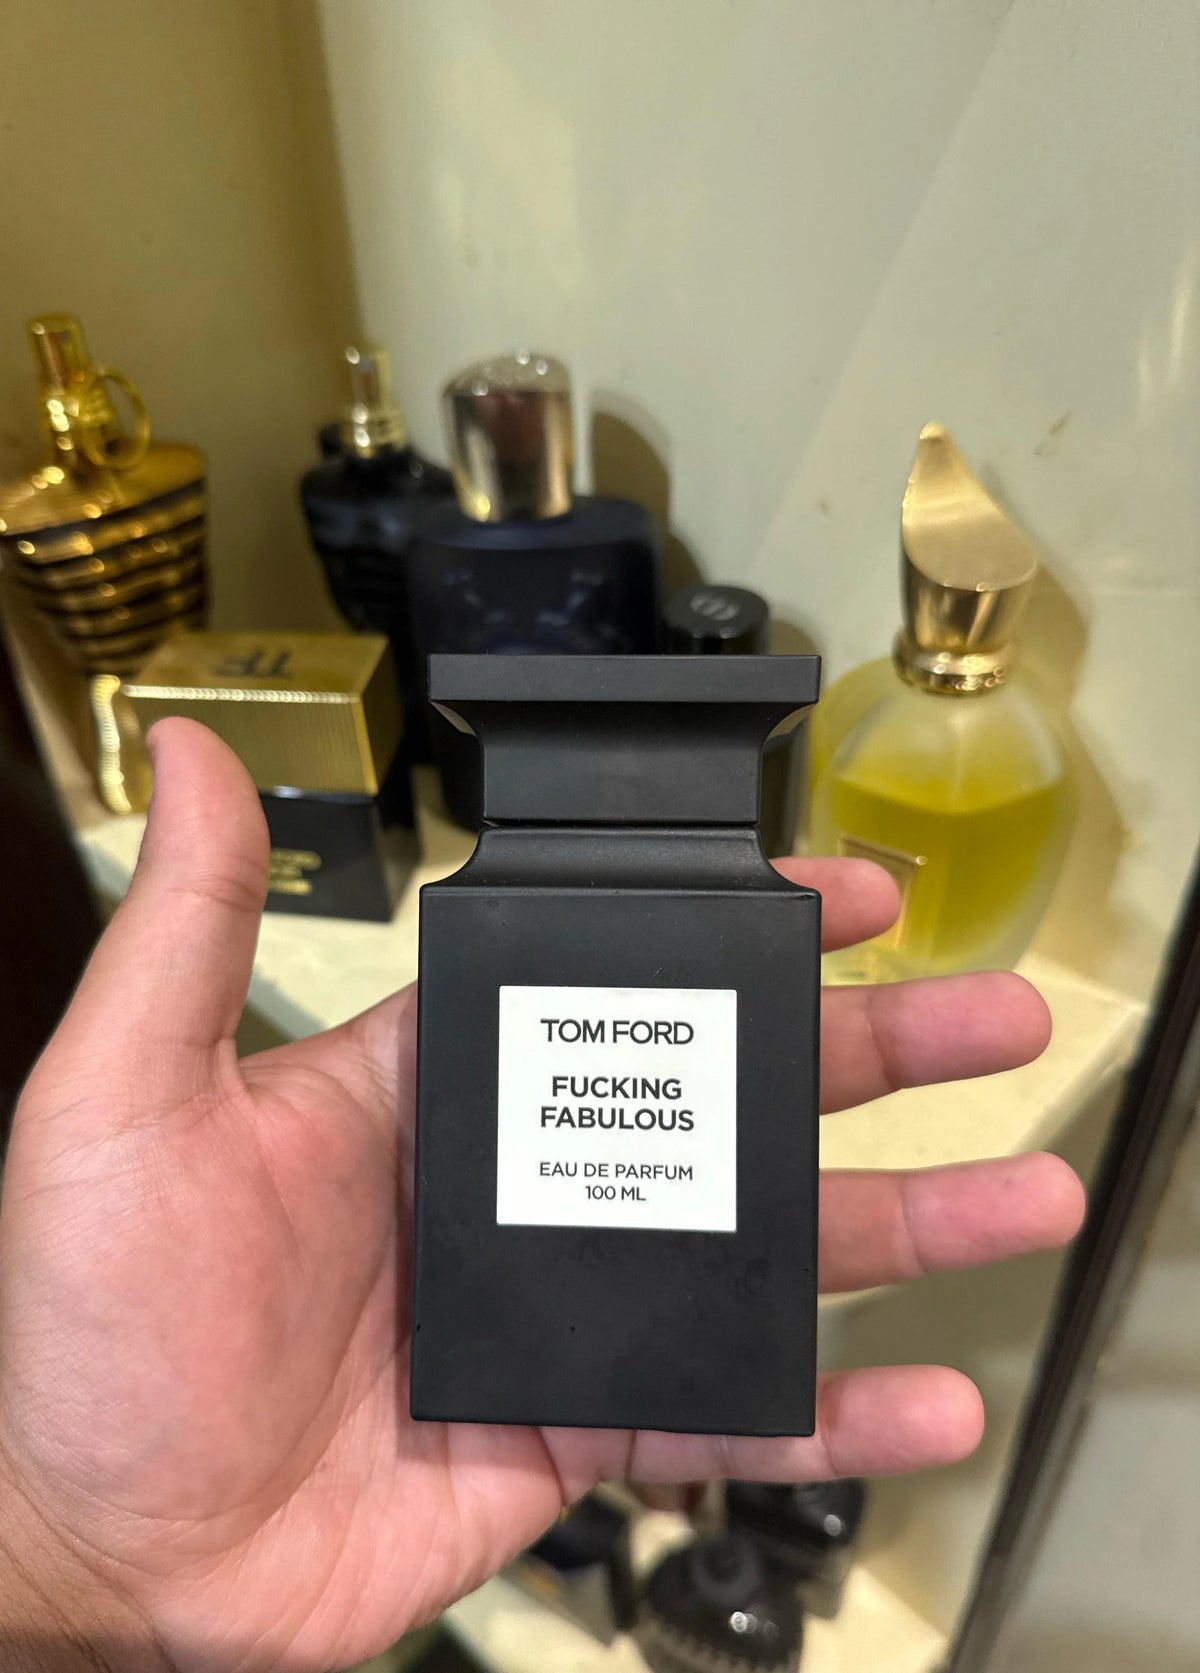 TOM FORD
FUCKING
FABULOUS
EAU DE PARFUM
100 ML